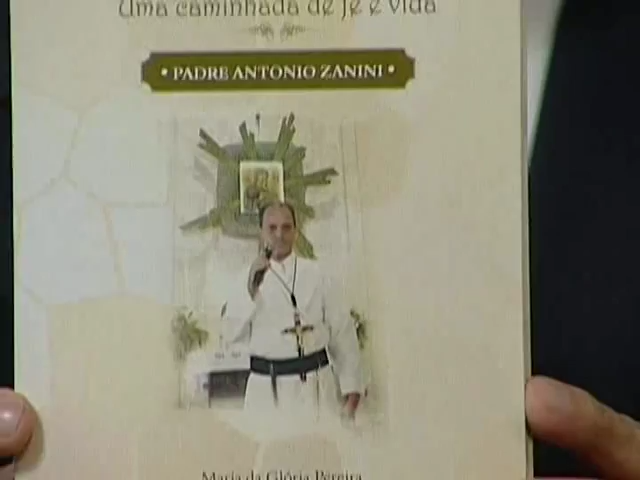 Uma caminhada de fé e vida
• PADRE ANTONIO ZANINI •
Maria da Glória Pereira